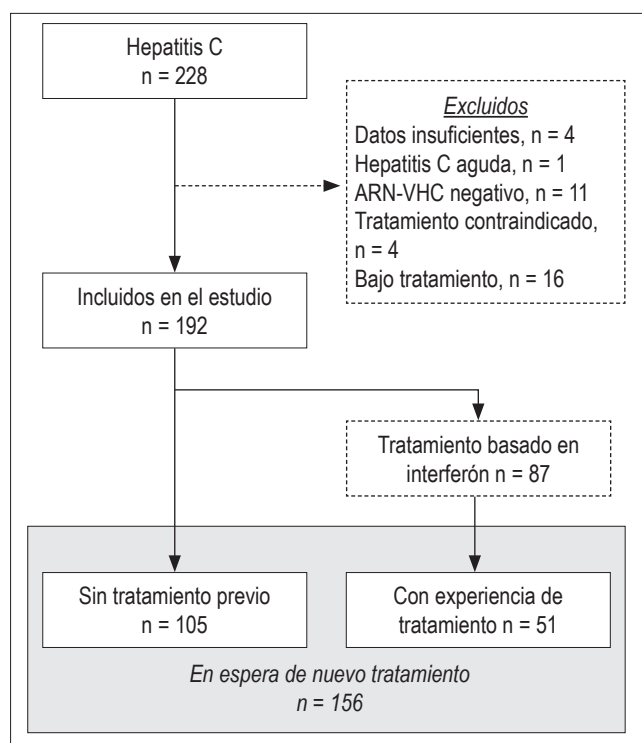 Hepatitis C
n = 228
Excluidos
Datos insuficientes, n = 4
Hepatitis C aguda, n = 1
ARN-VHC negativo, n = 11
Tratamiento contraindicado,
n = 4
Bajo tratamiento, n = 16
Incluidos en el estudio
n = 192
Tratamiento basado en
interferón n = 87
Sin tratamiento previo
n = 105
Con experiencia de
tratamiento n = 51
En espera de nuevo tratamiento
n = 156